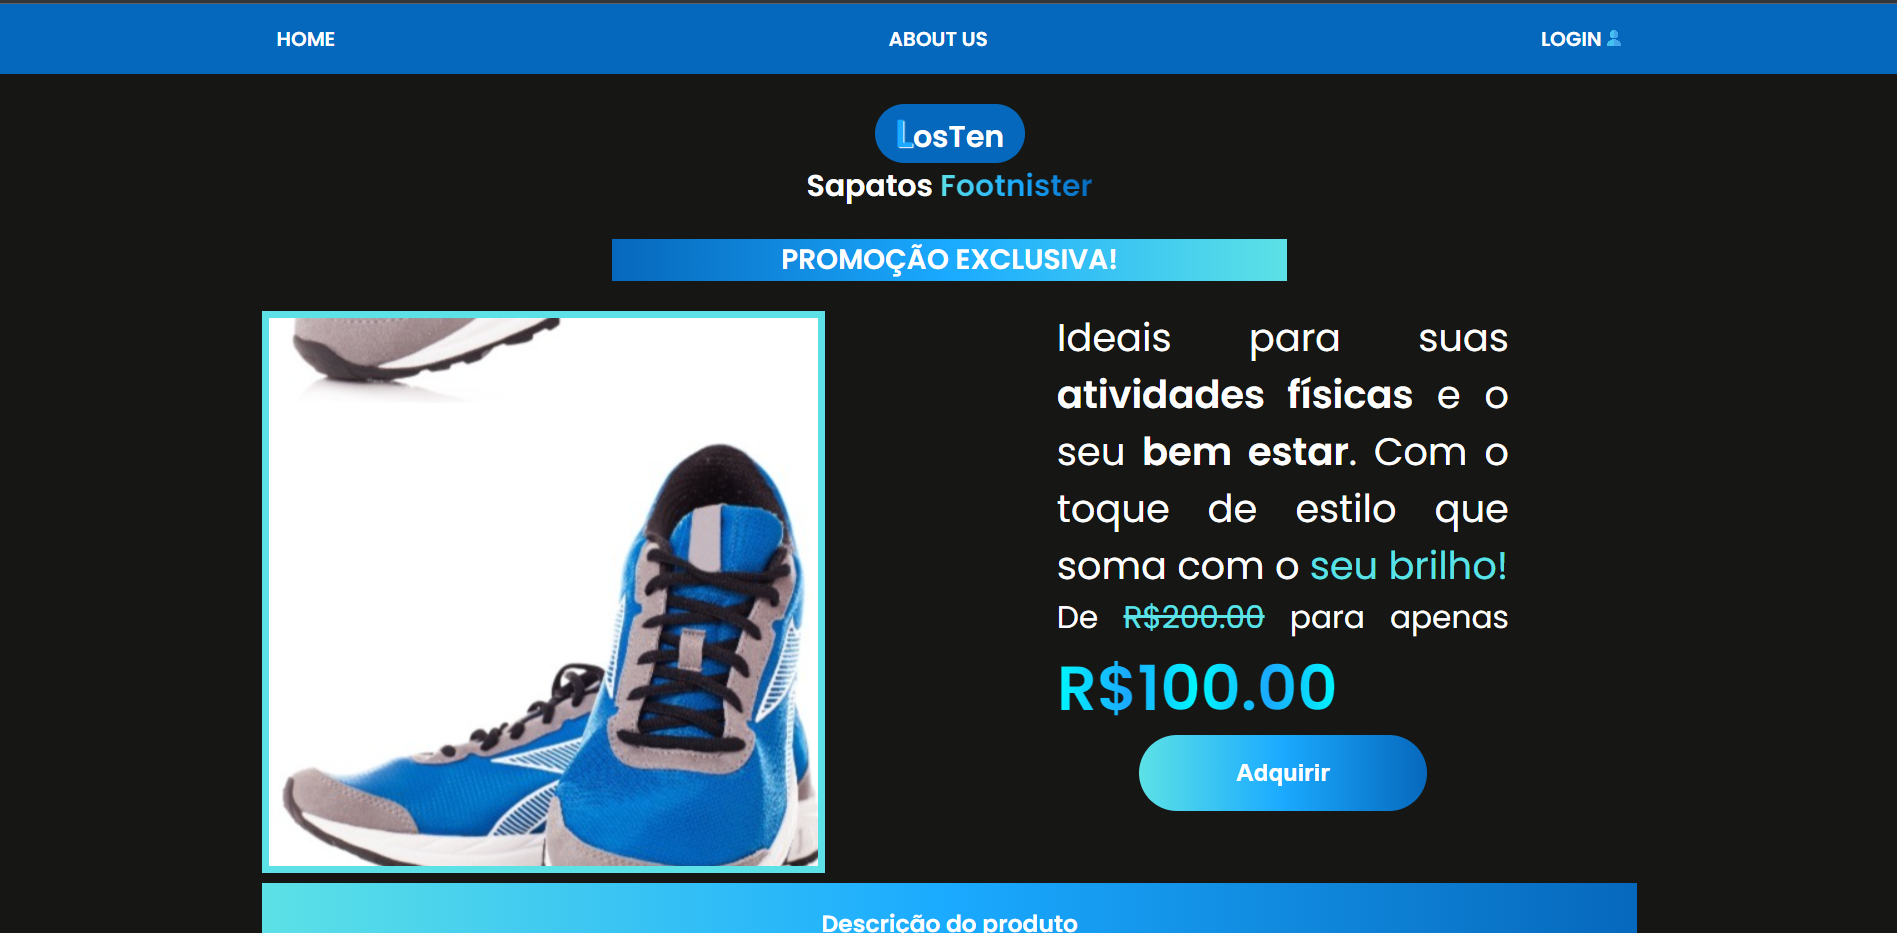 HOME
ABOUT US
LOGIN
LosTen
Sapatos Footnister
PROMOÇÃO EXCLUSIVA!
Ideais para suas
atividades físicas e o
seu bem estar. Com o
toque de estilo que
soma com o seu brilho!
De R$200.00 para apenas
R$100.00
Adquirir
Descrição do produto